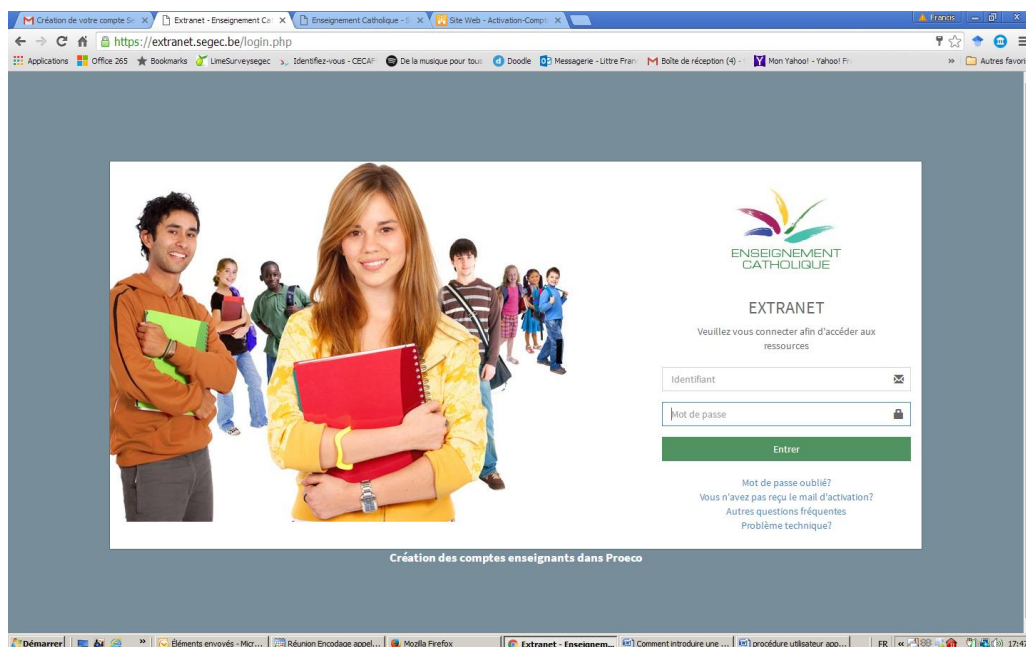 Création de votre compte Se
Extranet - Enseignement Cat
Enseignement Catholique - S
Site Web - Activation-Compt
Francis
https://extranet.segec.be/login.php
Applications
Office 265
Bookmarks
LimeSurveysegec
Identifiez-vous - CECAF
De la musique pour tous
Doodle
Messagerie - Littre Fran
Boîte de réception (4) -
Mon Yahoo! - Yahoo! Fr
»
Autres favori
ENSEIGNEMENT
CATHOLIQUE
EXTRANET
Veuillez vous connecter afin d'accéder aux
ressources
Identifiant
Mot de passe
Entrer
Mot de passe oublié?
Vous n'avez pas reçu le mail d'activation?
Autres questions fréquentes
Problème technique?
Création des comptes enseignants dans Proeco
Démarrer
»
Éléments envoyés - Micr...
Réunion Encodage appel...
Mozilla Firefox
Extranet - Enseignem...
Comment introduire une ...
procédure utilisateur app...
FR
«
17:47